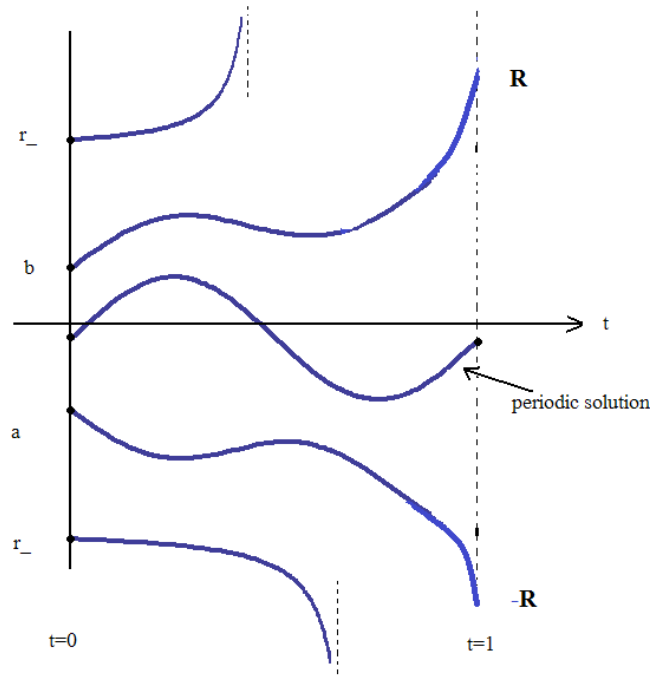 R
r_
b
t
periodic solution
a
r_
-R
t=0
t=1